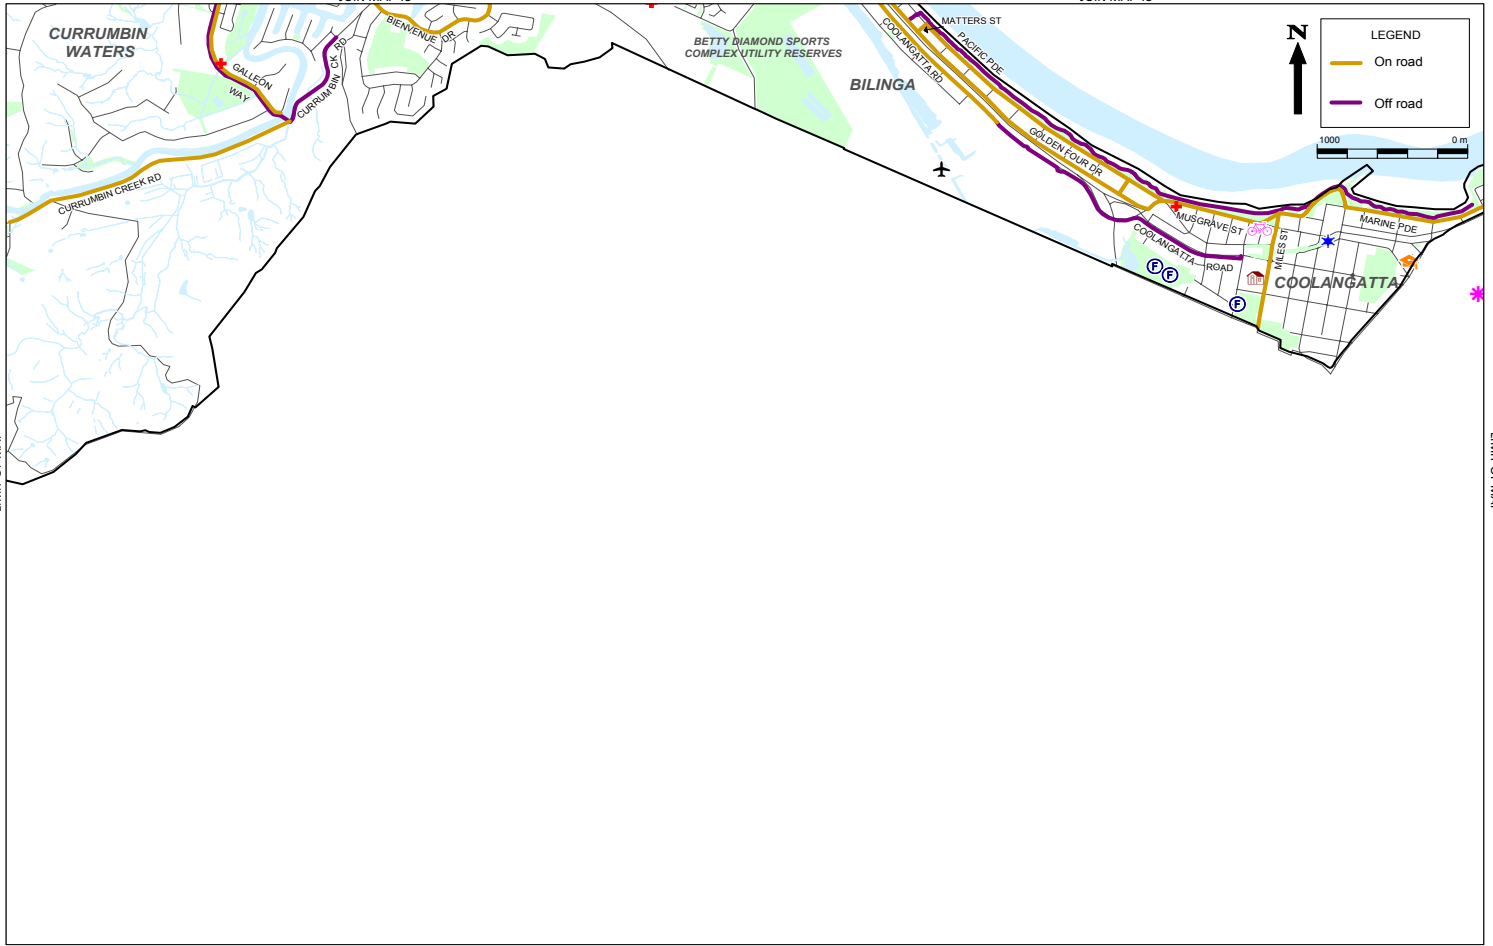 CURRUMBIN
WATERS
GALLEON
WAY
CURRUMBIN CK RD
BIENVENUE DR
CURRUMBIN CREEK RD
BETTY DIAMOND SPORTS
COMPLEX UTILITY RESERVES
BILINGA
COOLANGATTA RD
MATTERS ST
PACIFIC PDE
GOLDEN FOUR DR
MUSGRAVE ST
COOLANGATTA
ROAD
MILES ST
MARINE PDE
COOLANGATTA
F
F
F
N
LEGEND
On road
Off road
1000
0 m